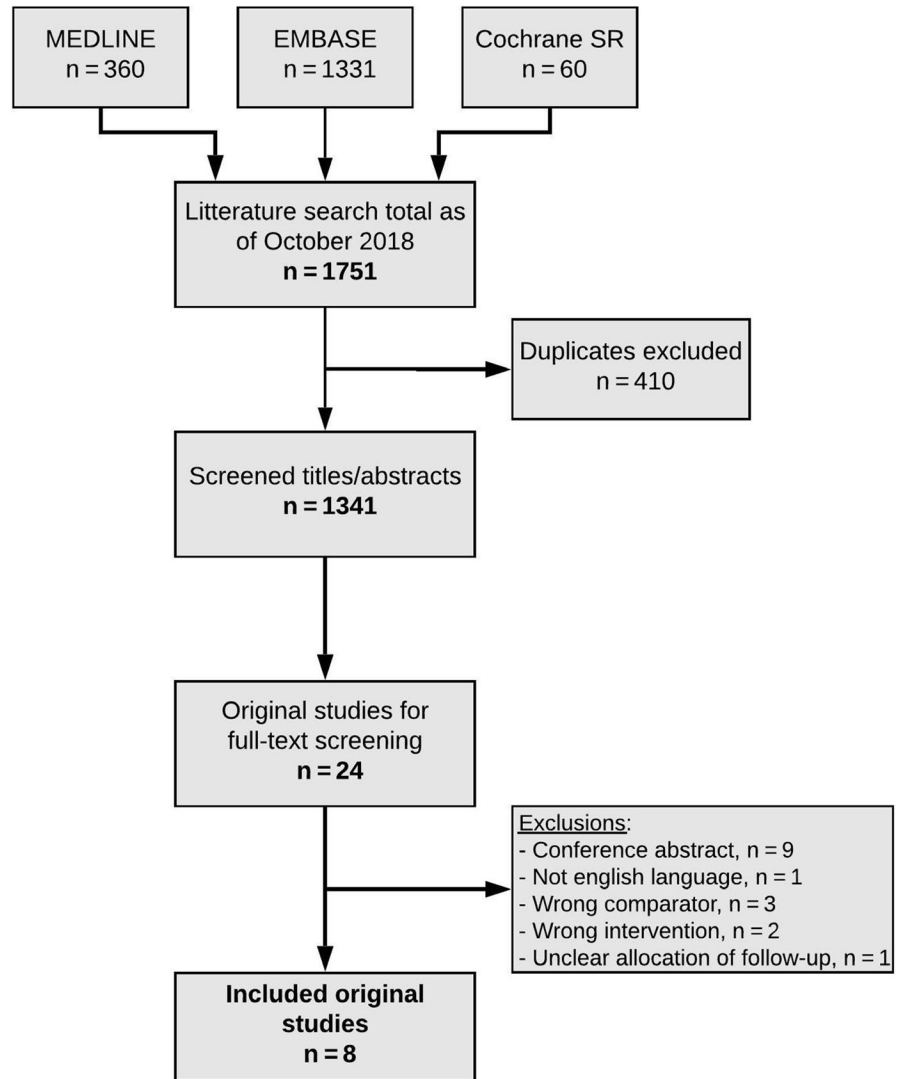 MEDLINE
n = 360
EMBASE
n = 1331
Cochrane SR
n = 60
Litterature search total as
of October 2018
n = 1751
Duplicates excluded
n = 410
Screened titles/abstracts
n = 1341
Original studies for
full-text screening
n = 24
Exclusions:
- Conference abstract, n = 9
- Not english language, n = 1
- Wrong comparator, n = 3
- Wrong intervention, n = 2
- Unclear allocation of follow-up, n = 1
Included original
studies
n = 8